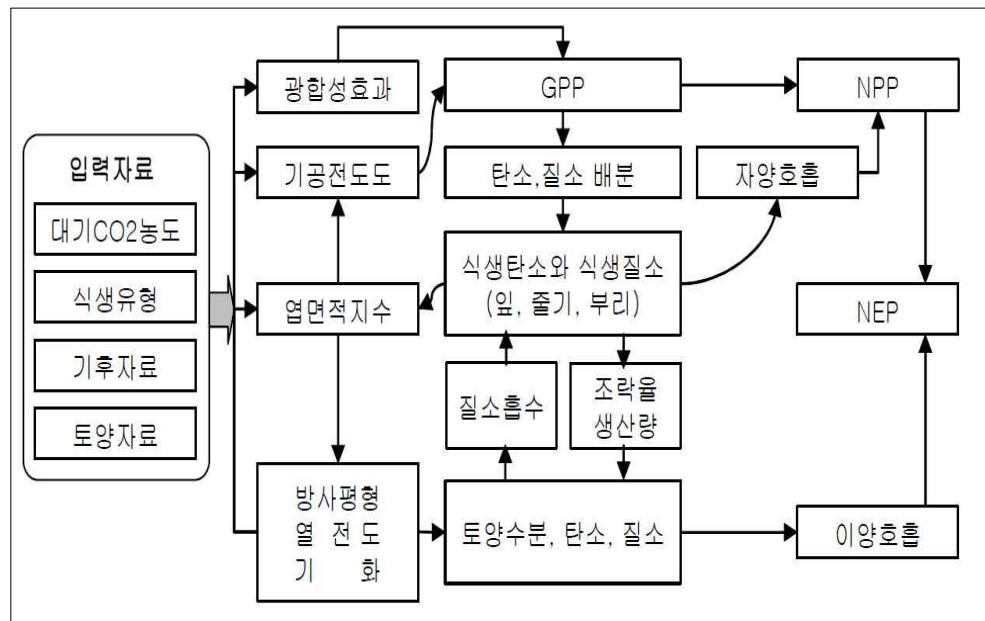 입력자료
대기CO2농도
식생유형
기후자료
토양자료
광합성효과
기공전도도
엽면적지수
방사평형
열 전 도
기 화
GPP
탄소,질소 배분
식생탄소와 식생질소
(잎, 줄기, 부리)
질소흡수
조락율
생산량
토양수분, 탄소, 질소
NPP
자양호흡
NEP
이양호흡